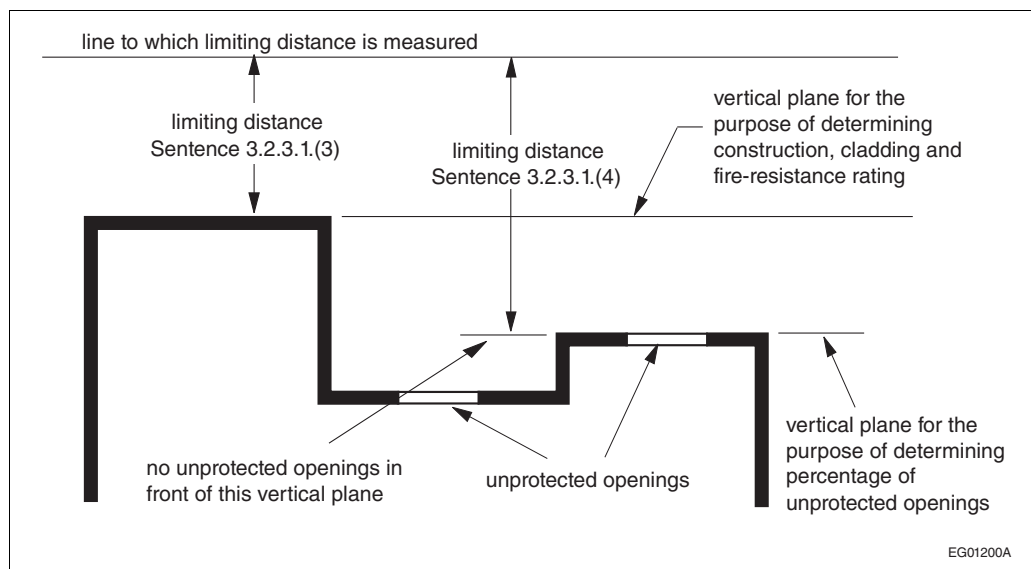 line to which limiting distance is measured
limiting distance
Sentence 3.2.3.1.(3)
limiting distance
Sentence 3.2.3.1.(4)
vertical plane for the
purpose of determining
construction, cladding and
fire-resistance rating
no unprotected openings in
front of this vertical plane
unprotected openings
vertical plane for the
purpose of determining
percentage of
unprotected openings
EG01200A